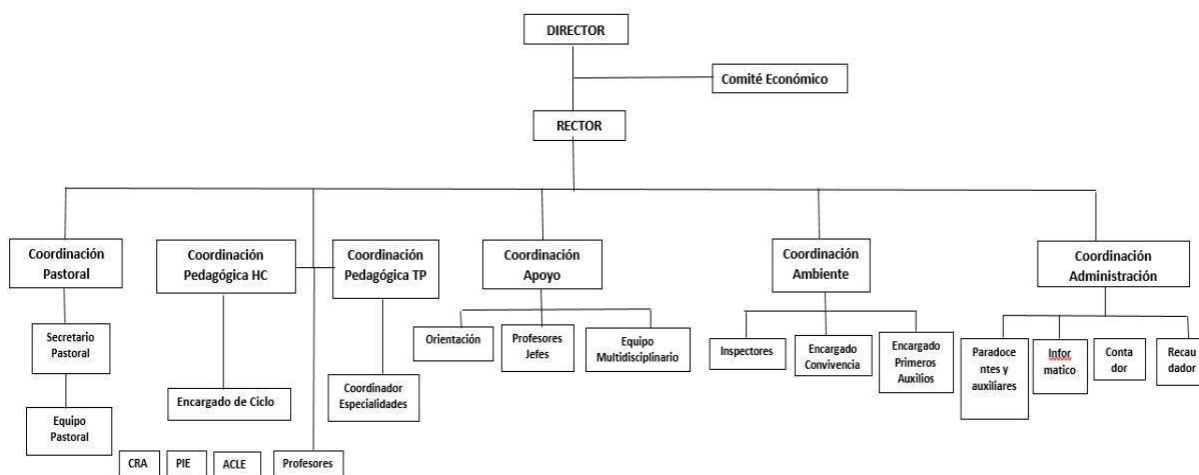 DIRECTOR
Comité Económico
RECTOR
Coordinación
Pastoral
Coordinación
Pedagógica HC
Coordinación
Pedagógica TP
Coordinación
Apoyo
Coordinación
Ambiente
Coordinación
Administración
Secretario
Pastoral
Orientación
Profesores
Jefes
Equipo
Multidisciplinario
Inspectores
Encargado
Convivencia
Encargado
Primeros
Auxilios
Paradoce
ntes y
auxiliares
Infor
matico
Conta
dor
Recau
dador
Encargado de Ciclo
Coordinador
Especialidades
Equipo
Pastoral
CRA
PIE
ACLE
Profesores